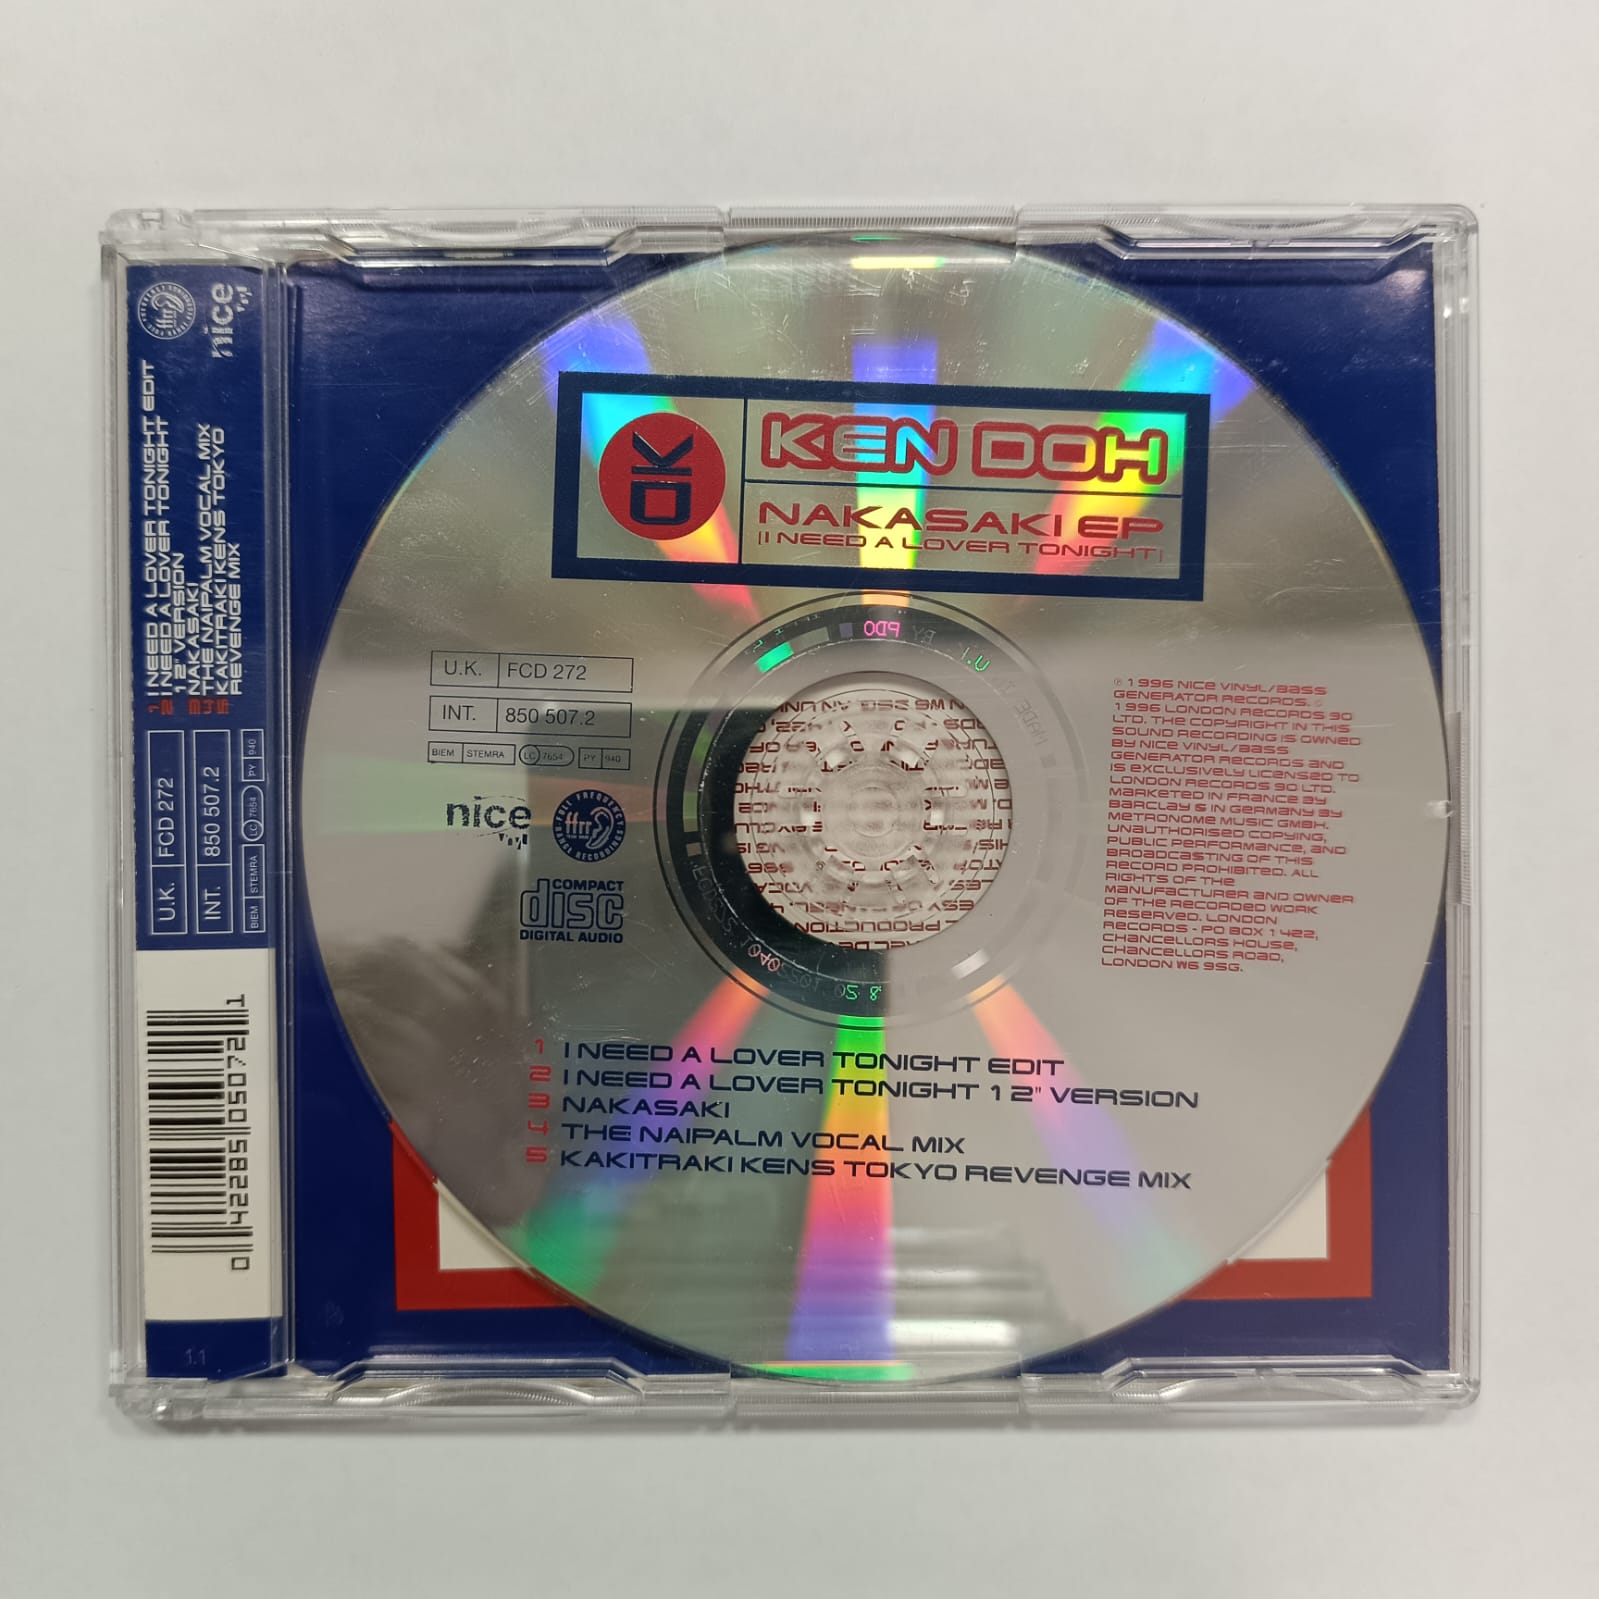 nice
ffrr
1 I NEED A LOVER TONIGHT EDIT
2 I NEED A LOVER TONIGHT
12" VERSION
3 NAKASAKI
4 THE NAIPALM VOCAL MIX
5 KAKITRAKI KENS TOKYO
REVENGE MIX
U.K. FCD 272
INT. 850 507.2
BIEM STEMRA LC 7654 PY 940
0 42285 05072 1
1.1
OK
KEN DOH
NAKASAKI EP
(I NEED A LOVER TONIGHT)
U.K. FCD 272
INT. 850 507.2
BIEM STEMRA LC 7654 PY 940
nice
FULL FREQUENCY
ffrr
RANGE RECORDINGS
COMPACT
disc
DIGITAL AUDIO
℗ 1996 NICE VINYL/BASS
GENERATOR RECORDS. ©
1996 LONDON RECORDS 90
LTD. THE COPYRIGHT IN THIS
SOUND RECORDING IS OWNED
BY NICE VINYL/BASS
GENERATOR RECORDS AND
IS EXCLUSIVELY LICENSED TO
LONDON RECORDS 90 LTD.
MARKETED IN FRANCE BY
BARCLAY & IN GERMANY BY
METRONOME MUSIC GMBH.
UNAUTHORISED COPYING,
PUBLIC PERFORMANCE, AND
BROADCASTING OF THIS
RECORD PROHIBITED. ALL
RIGHTS OF THE
MANUFACTURER AND OWNER
OF THE RECORDED WORK
RESERVED. LONDON
RECORDS - PO BOX 1422,
CHANCELLORS HOUSE,
CHANCELLORS ROAD,
LONDON W6 9SG.
1 I NEED A LOVER TONIGHT EDIT
2 I NEED A LOVER TONIGHT 12" VERSION
3 NAKASAKI
4 THE NAIPALM VOCAL MIX
5 KAKITRAKI KENS TOKYO REVENGE MIX